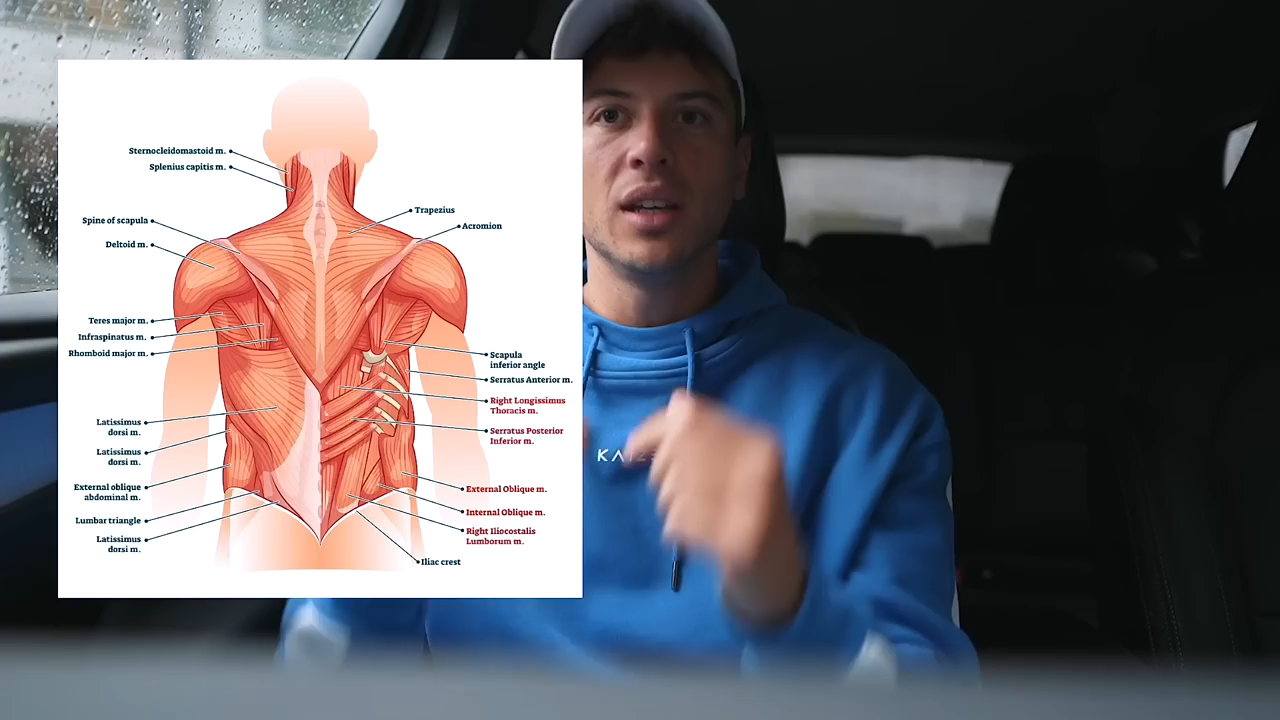 Sternocleidomastoid m.
Splenius capitis m.
Spine of scapula
Deltoid m.
Teres major m.
Infraspinatus m.
Rhomboid major m.
Latissimus
dorsi m.
Latissimus
dorsi m.
External oblique
abdominal m.
Lumbar triangle
Latissimus
dorsi m.
Trapezius
Acromion
Scapula
inferior angle
Serratus Anterior m.
Right Longissimus
Thoracis m.
Serratus Posterior
Inferior m.
External Oblique m.
Internal Oblique m.
Right Iliocostalis
Lumborum m.
Iliac crest